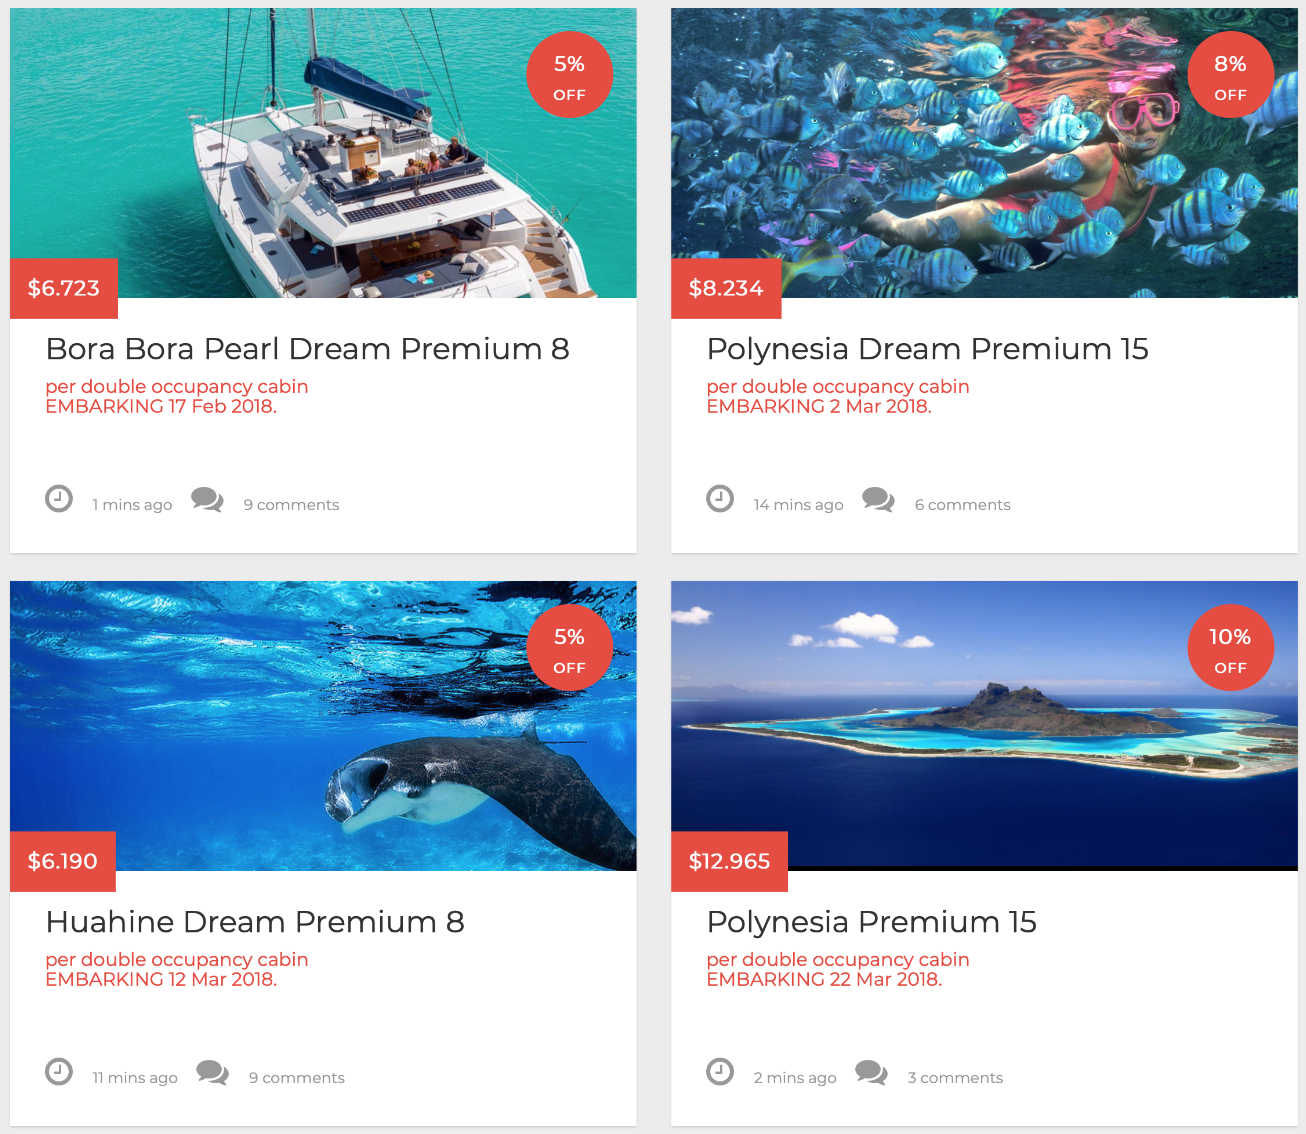 5%
OFF
$6.723
Bora Bora Pearl Dream Premium 8
per double occupancy cabin
EMBARKING 17 Feb 2018.
1 mins ago 9 comments
8%
OFF
$8.234
Polynesia Dream Premium 15
per double occupancy cabin
EMBARKING 2 Mar 2018.
14 mins ago 6 comments
5%
OFF
$6.190
Huahine Dream Premium 8
per double occupancy cabin
EMBARKING 12 Mar 2018.
11 mins ago 9 comments
10%
OFF
$12.965
Polynesia Premium 15
per double occupancy cabin
EMBARKING 22 Mar 2018.
2 mins ago 3 comments